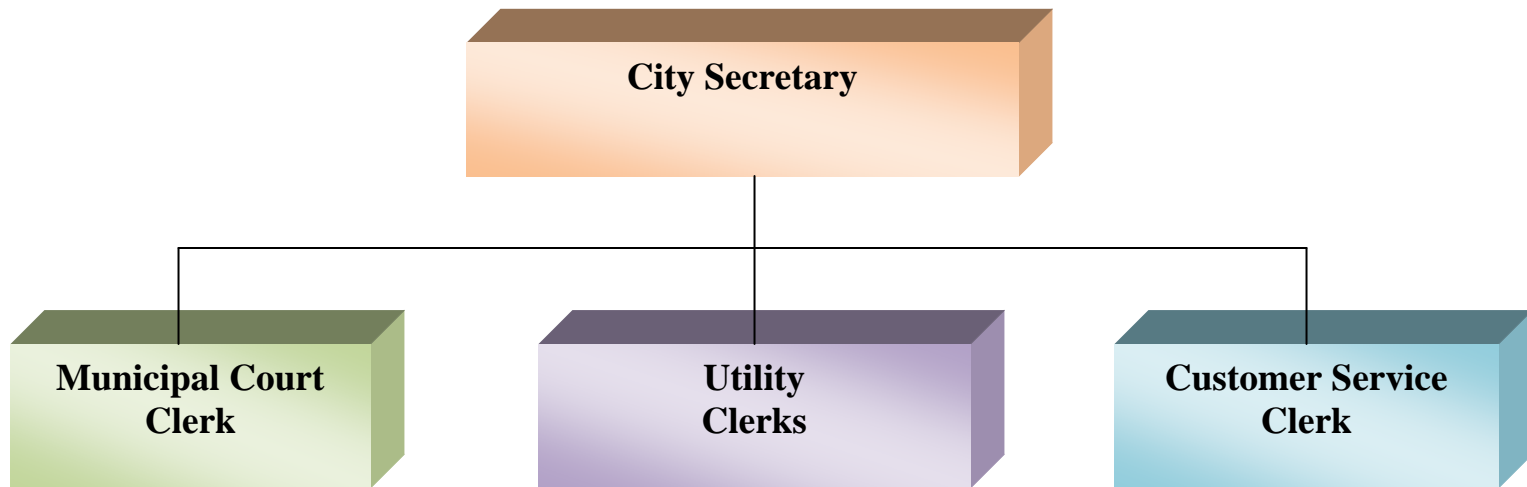 City Secretary
Municipal Court
Clerk
Utility
Clerks
Customer Service
Clerk